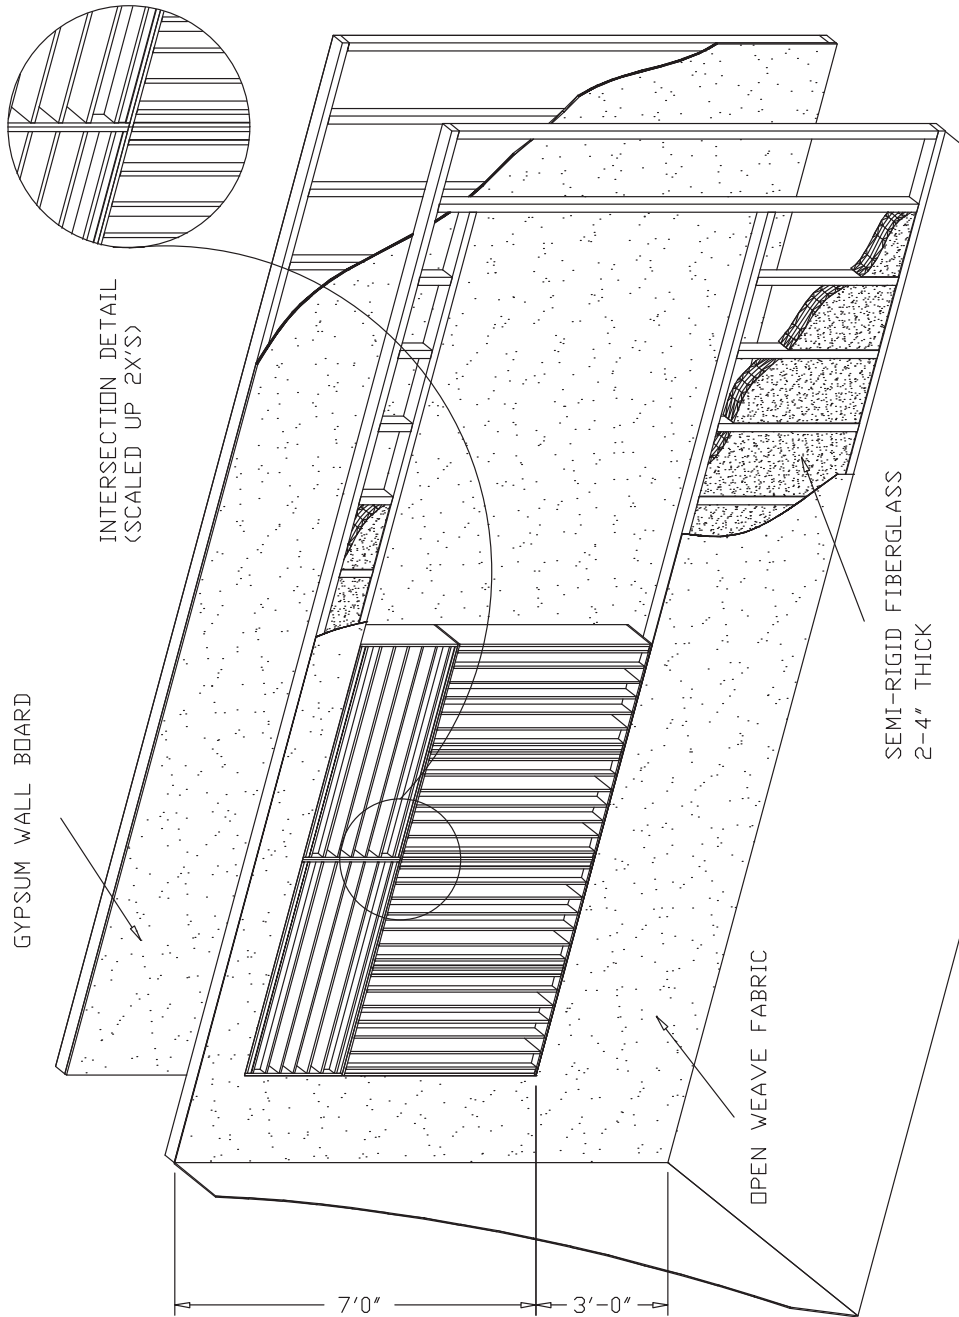 GYPSUM WALL BOARD
INTERSECTION DETAIL
(SCALED UP 2X'S)
SEMI-RIGID FIBERGLASS
2-4" THICK
OPEN WEAVE FABRIC
7'0"
3'-0"